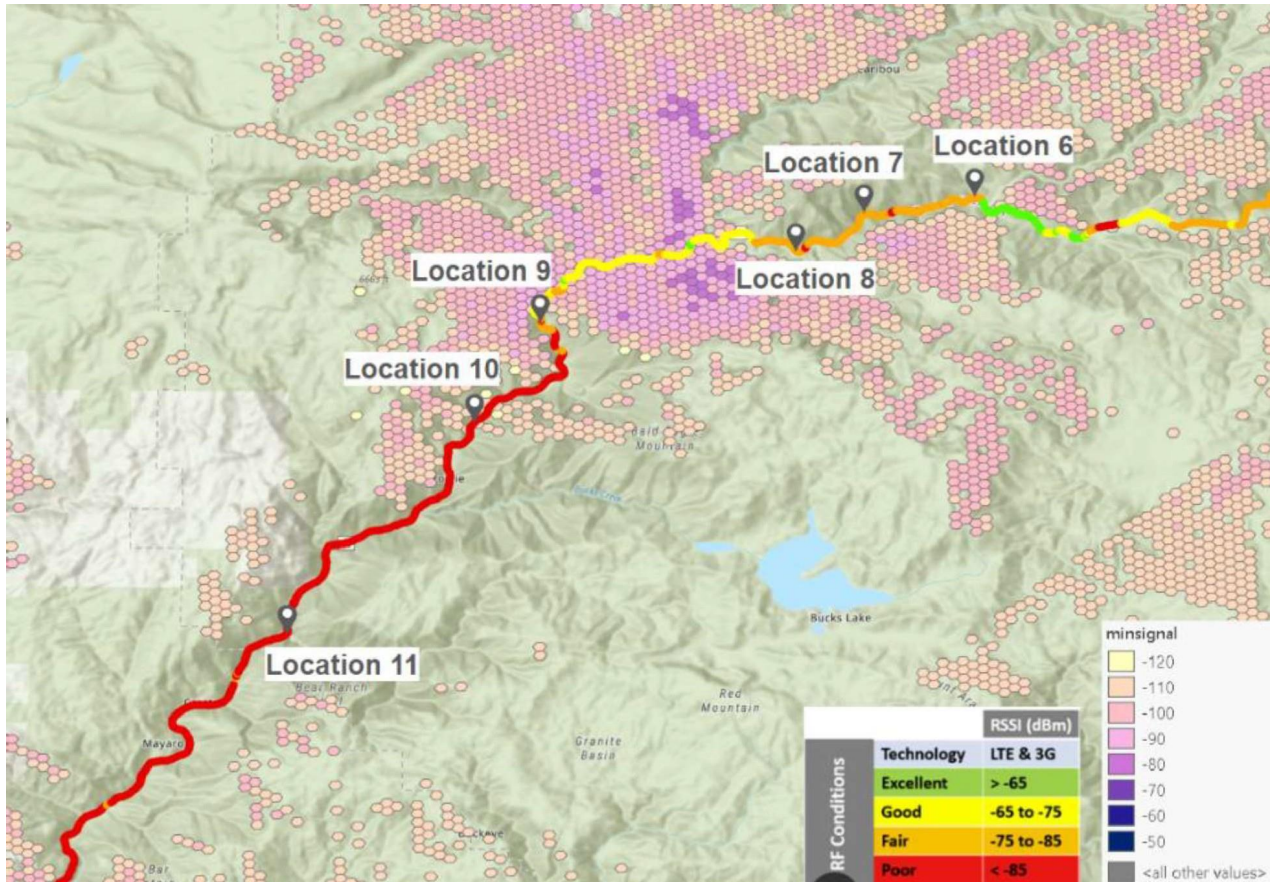 Caribou
Location 6
Location 7
Location 8
Location 9
Location 10
Mountain
Bucks Lake
Location 11
Bear Ranch
Red
Mountain
Mayaro
Granite
Basin
Bar
minsignal
-120
-110
-100
-90
-80
-70
-60
-50
<all other values>
RF Conditions
RSSI (dBm)
Technology LTE & 3G
Excellent > -65
Good -65 to -75
Fair -75 to -85
Poor < -85